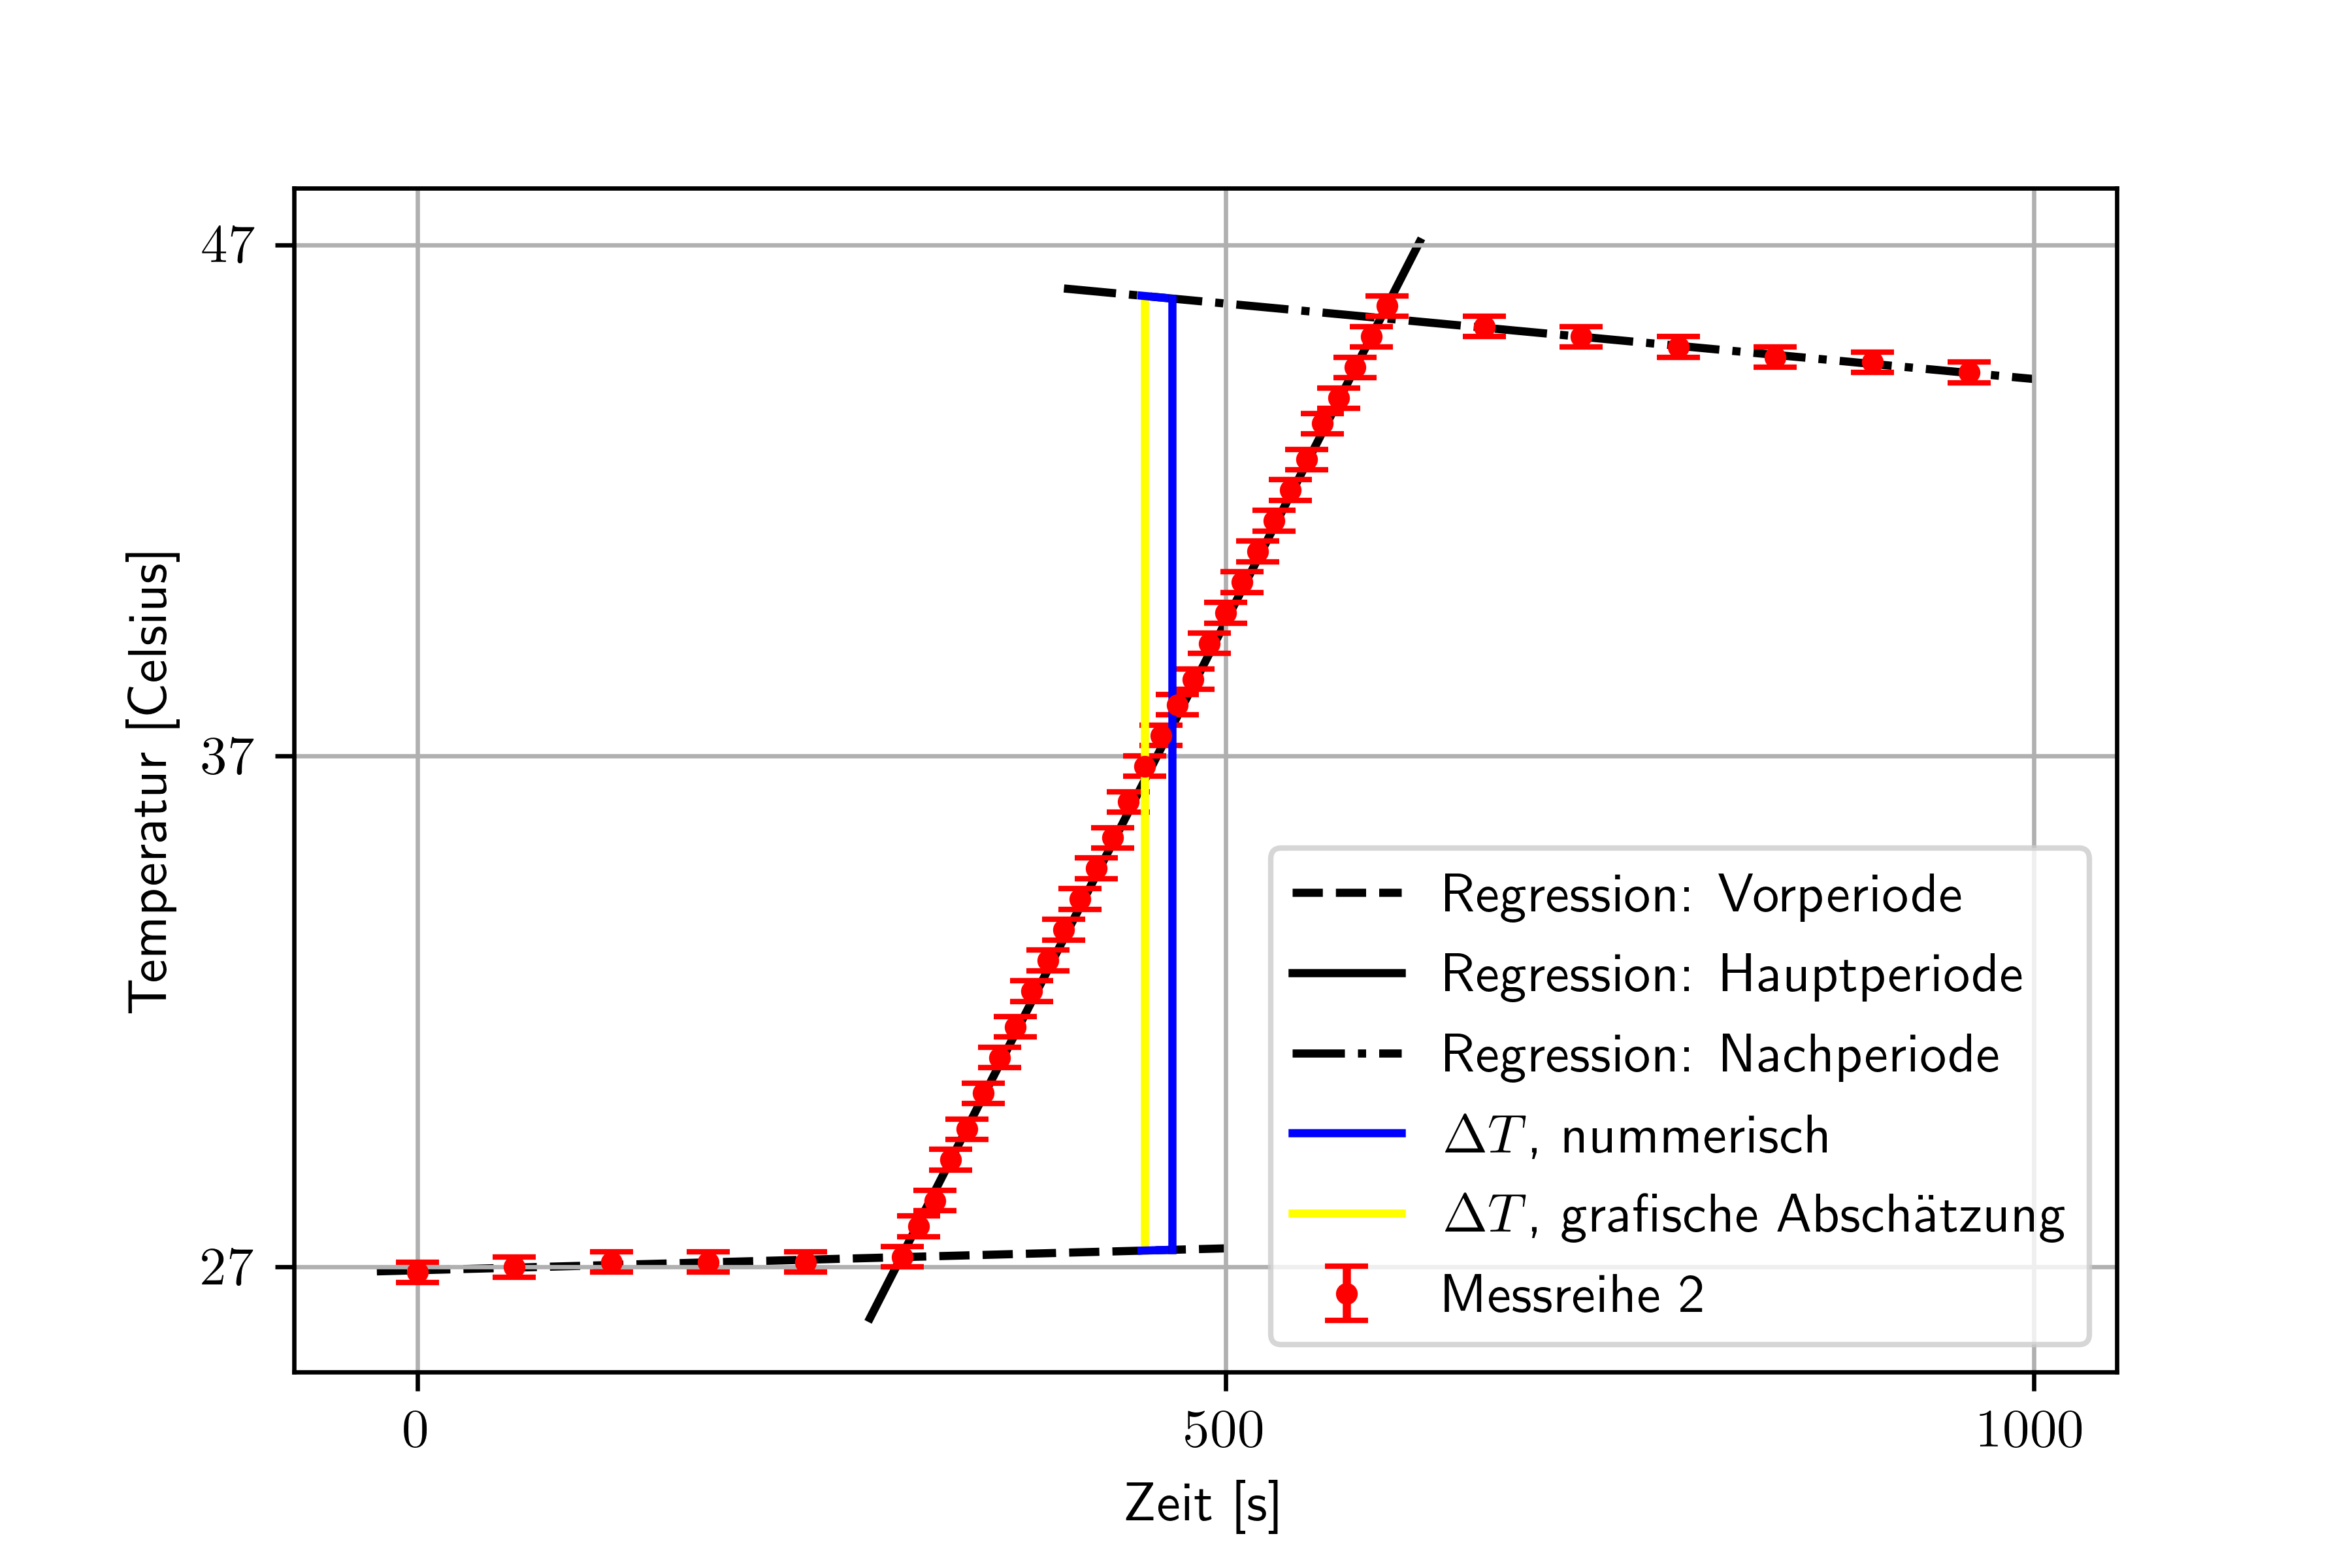 47
37
27
Temperatur [Celsius]
Regression: Vorperiode
Regression: Hauptperiode
Regression: Nachperiode
ΔT, nummerisch
ΔT, grafische Abschätzung
Messreihe 2
0 500 1000
Zeit [s]